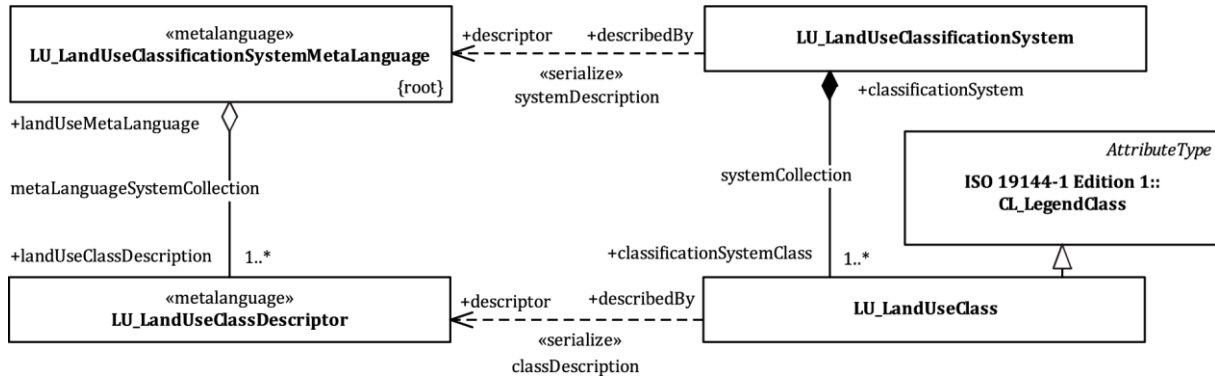 «metalanguage»
LU_LandUseClassificationSystemMetaLanguage
{root}
+descriptor
+describedBy
«serialize»
systemDescription
LU_LandUseClassificationSystem
+landUseMetaLanguage
+classificationSystem
metaLanguageSystemCollection
systemCollection
AttributeType
ISO 19144-1 Edition 1::
CL_LegendClass
+landUseClassDescription
1..*
+classificationSystemClass
1..*
«metalanguage»
LU_LandUseClassDescriptor
+descriptor
+describedBy
«serialize»
classDescription
LU_LandUseClass